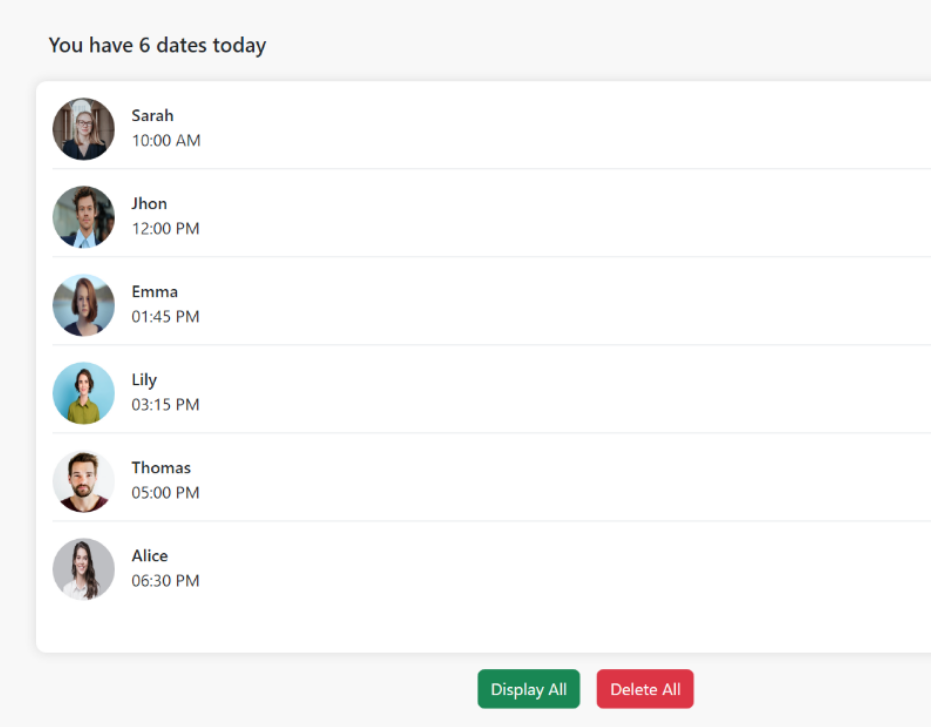 You have 6 dates today
Sarah
10:00 AM
Jhon
12:00 PM
Emma
01:45 PM
Lily
03:15 PM
Thomas
05:00 PM
Alice
06:30 PM
Display All Delete All